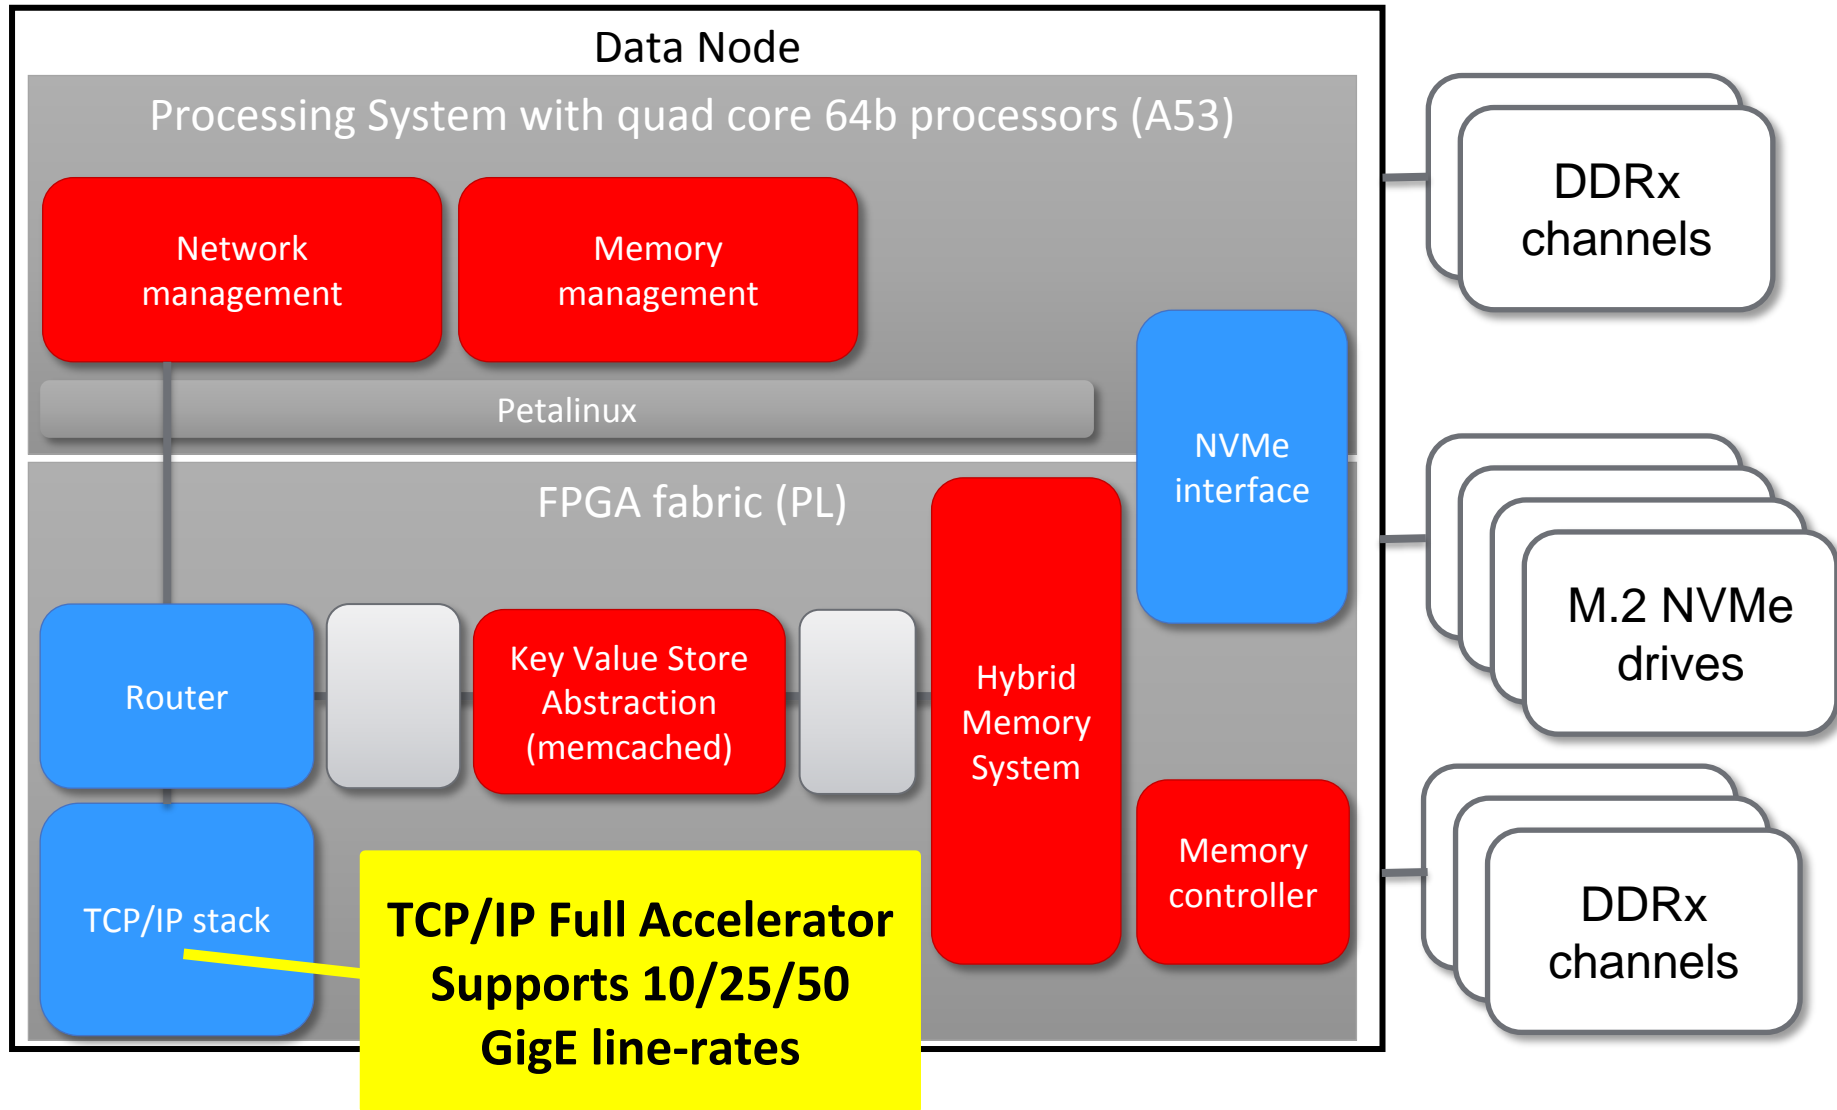 Data Node
Processing System with quad core 64b processors (A53)
Network
management
Memory
management
Petalinux
NVMe
interface
FPGA fabric (PL)
Router
Key Value Store
Abstraction
(memcached)
Hybrid
Memory
System
Memory
controller
TCP/IP stack
TCP/IP Full Accelerator
Supports 10/25/50
GigE line-rates
DDRx
channels
M.2 NVMe
drives
DDRx
channels